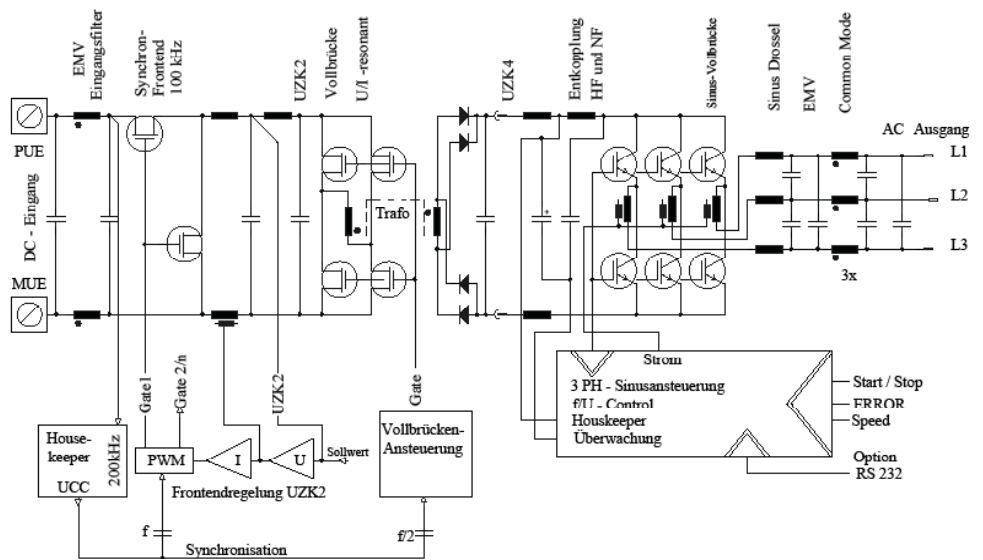 EMV
Eingangsfilter
Synchron-
Frontend
100 kHz
UZK2
Vollbrücke
U/I -resonant
UZK4
Entkopplung
HF und NF
Sinus-Vollbrücke
Sinus Drossel
EMV
Common Mode
AC Ausgang
PUE
DC - Eingang
MUE
Trafo
L1
L2
L3
3x
Gate1
Gate 2/n
UZK2
Gate
Strom
3 PH - Sinusansteuerung
f/U - Control
Houskeeper
Überwachung
Start / Stop
ERROR
Speed
Option
RS 232
House-
keeper
UCC
200kHz
PWM
I
U
Sollwert
Frontendregelung UZK2
Vollbrücken-
Ansteuerung
f
f/2
Synchronisation